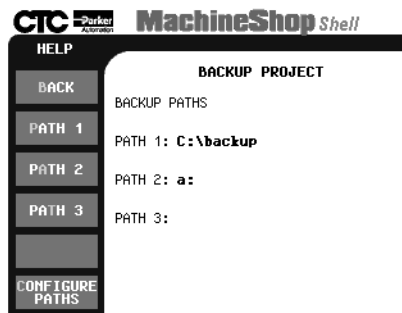 CTC Parker Automation MachineShop Shell
HELP
BACKUP PROJECT
BACK
BACKUP PATHS
PATH 1
PATH 1: C:\backup
PATH 2
PATH 2: a:
PATH 3
PATH 3:
CONFIGURE
PATHS